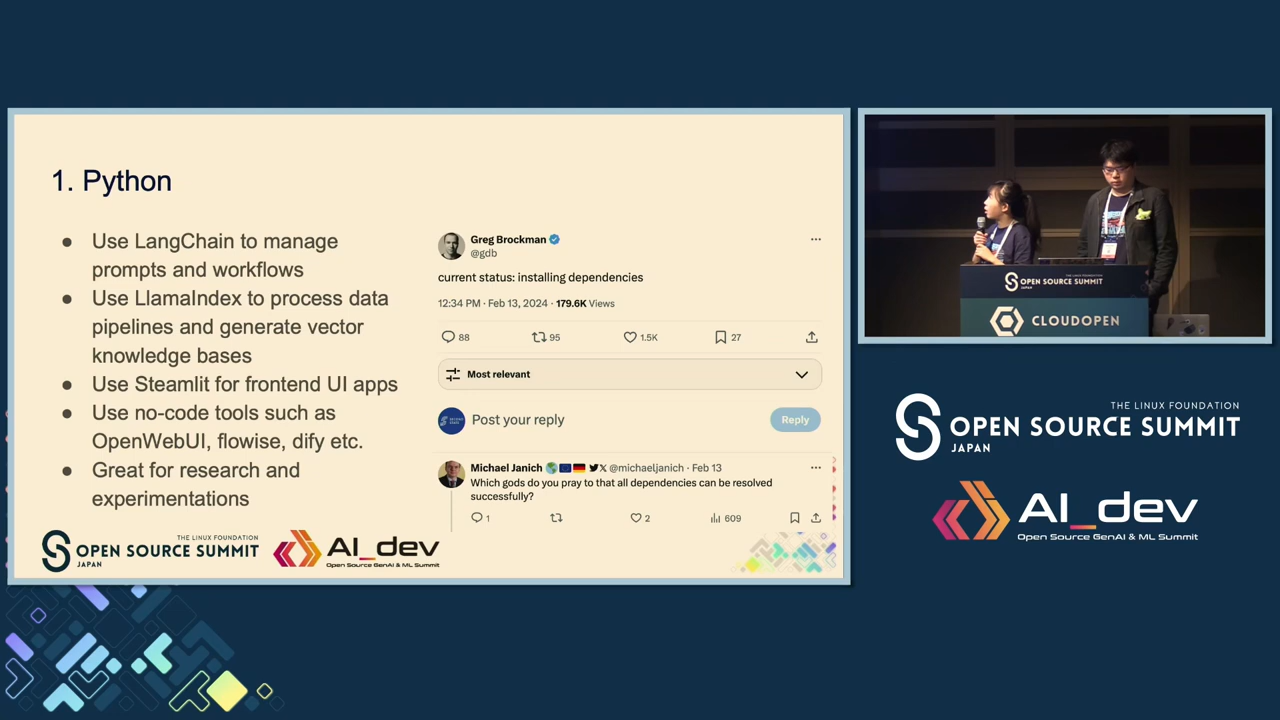 1. Python
● Use LangChain to manage
prompts and workflows
● Use LlamaIndex to process data
pipelines and generate vector
knowledge bases
● Use Steamlit for frontend UI apps
● Use no-code tools such as
OpenWebUI, flowise, dify etc.
● Great for research and
experimentations
Greg Brockman
@gdb
current status: installing dependencies
12:34 PM · Feb 13, 2024 · 179.6K Views
88 95 1.5K 27
Most relevant
Post your reply
Reply
Michael Janich @michaeljanich · Feb 13
Which gods do you pray to that all dependencies can be resolved
successfully?
1 2 609
THE LINUX FOUNDATION
OPEN SOURCE SUMMIT
JAPAN
AI_dev
Open Source GenAI & ML Summit
OPEN SOURCE SUMMIT
JAPAN
CLOUDOPEN
THE LINUX FOUNDATION
OPEN SOURCE SUMMIT
JAPAN
AI_dev
Open Source GenAI & ML Summit